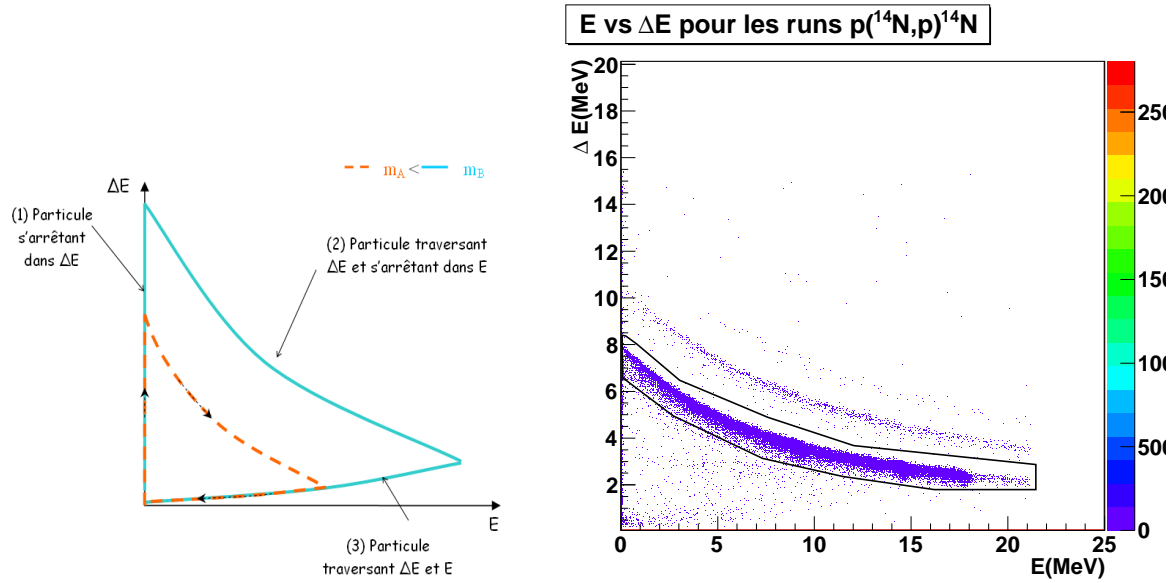 m_A < m_B
ΔE
(1) Particule
s'arrêtant
dans ΔE
(2) Particule traversant
ΔE et s'arrêtant dans E
E
(3) Particule
traversant ΔE et E
E vs ΔE pour les runs p(¹⁴N,p)¹⁴N
Δ E(MeV)
20
18
16
14
12
10
8
6
4
2
0
5
10
15
20
25
E(MeV)
250
200
150
100
500
0